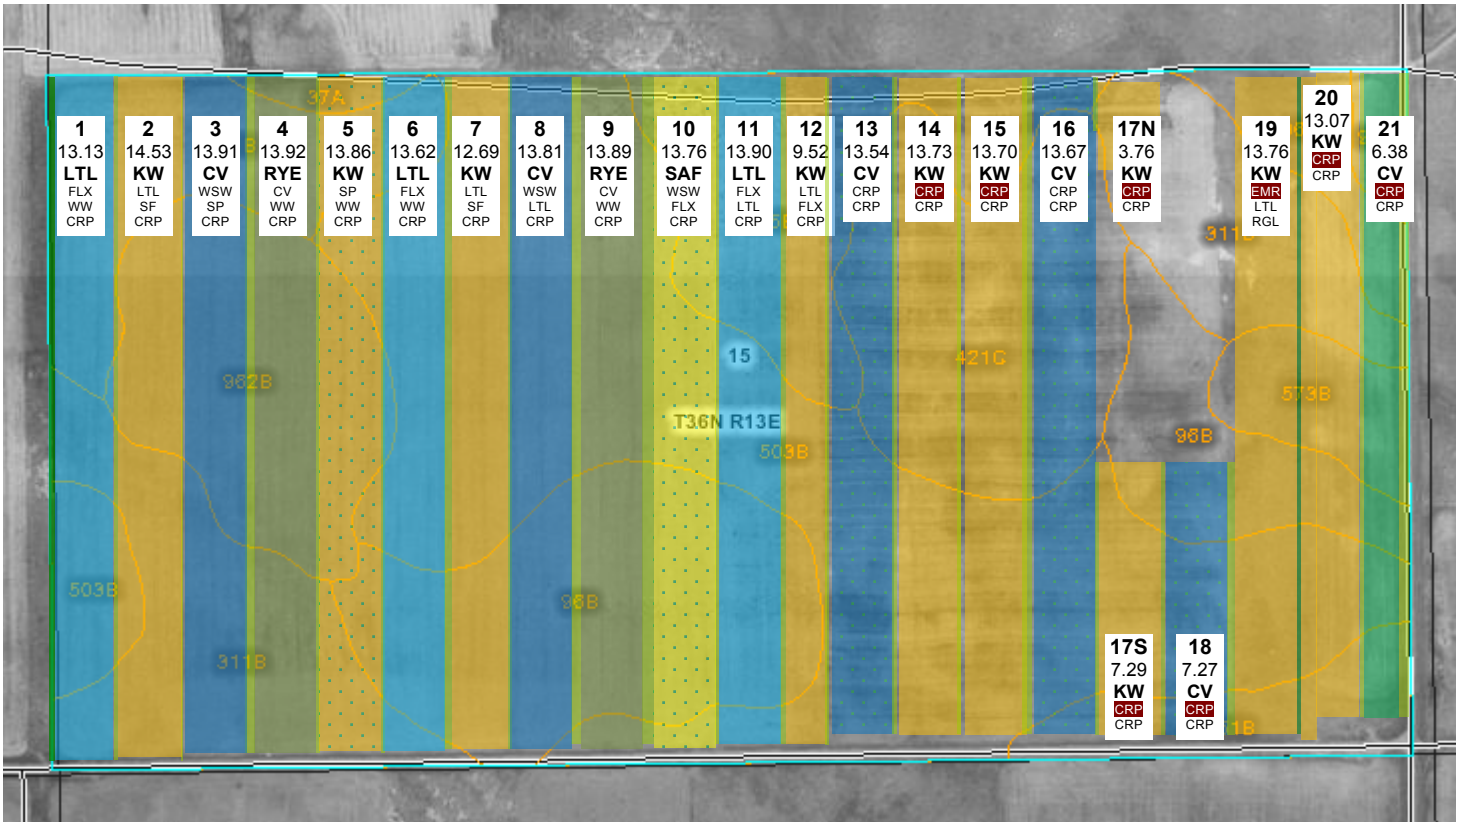 37A
1
13.13
LTL
FLX
WW
CRP
2
14.53
KW
LTL
SF
CRP
3
13.91
CV
WSW
SP
CRP
4
13.92
RYE
CV
WW
CRP
5
13.86
KW
SP
WW
CRP
6
13.62
LTL
FLX
WW
CRP
7
12.69
KW
LTL
SF
CRP
8
13.81
CV
WSW
LTL
CRP
9
13.89
RYE
CV
WW
CRP
10
13.76
SAF
WSW
FLX
CRP
11
13.90
LTL
FLX
LTL
CRP
12
9.52
KW
LTL
FLX
CRP
13
13.54
CV
CRP
CRP
14
13.73
KW
CRP
CRP
15
13.70
KW
CRP
CRP
16
13.67
CV
CRP
CRP
17N
3.76
KW
CRP
CRP
19
13.76
KW
EMR
LTL
RGL
20
13.07
KW
CRP
CRP
21
6.38
CV
CRP
CRP
311B
15
421C
962B
573B
T36N R13E
96B
503B
503B
96B
311B
17S
7.29
KW
CRP
CRP
18
7.27
CV
CRP
CRP